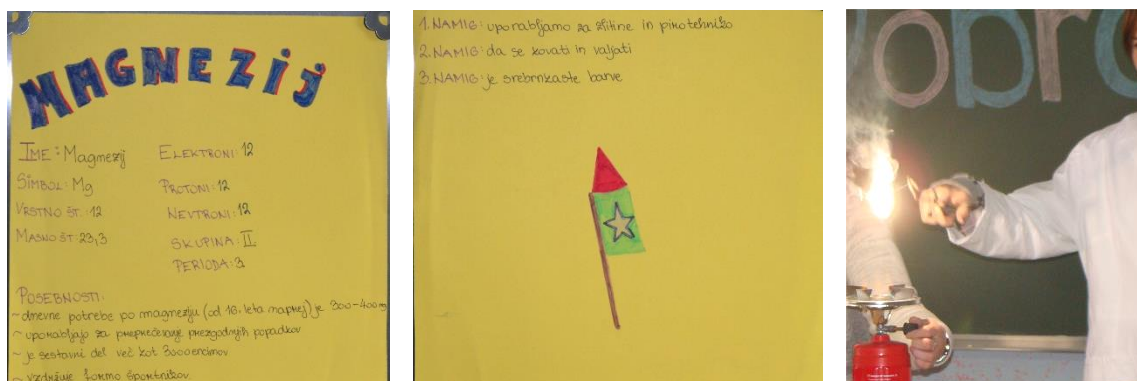 MAGNEZIJ
IME: Magnezij
ELEKTRONI: 12
SIMBOL: Mg
PROTONI: 12
VRSTNO ŠT.: 12
NEVTRONI: 12
MASNO ŠT: 23,3
SKUPINA: II.
PERIODA: 3
POSEBNOSTI:
~ dnevne potrebe po magneziju (od 16. leta naprej) je 300-400
~ uporabljajo za preprečevanje prezgodnjih popadkov
~ je sestavni del več kot 300 encimov
~ vzdržuje formo športnikov
1. NAMIG: uporabljamo za zlitine in pirotehniko
2. NAMIG: da se kovati in valjati
3. NAMIG: je srebrnkaste barve
Dobro